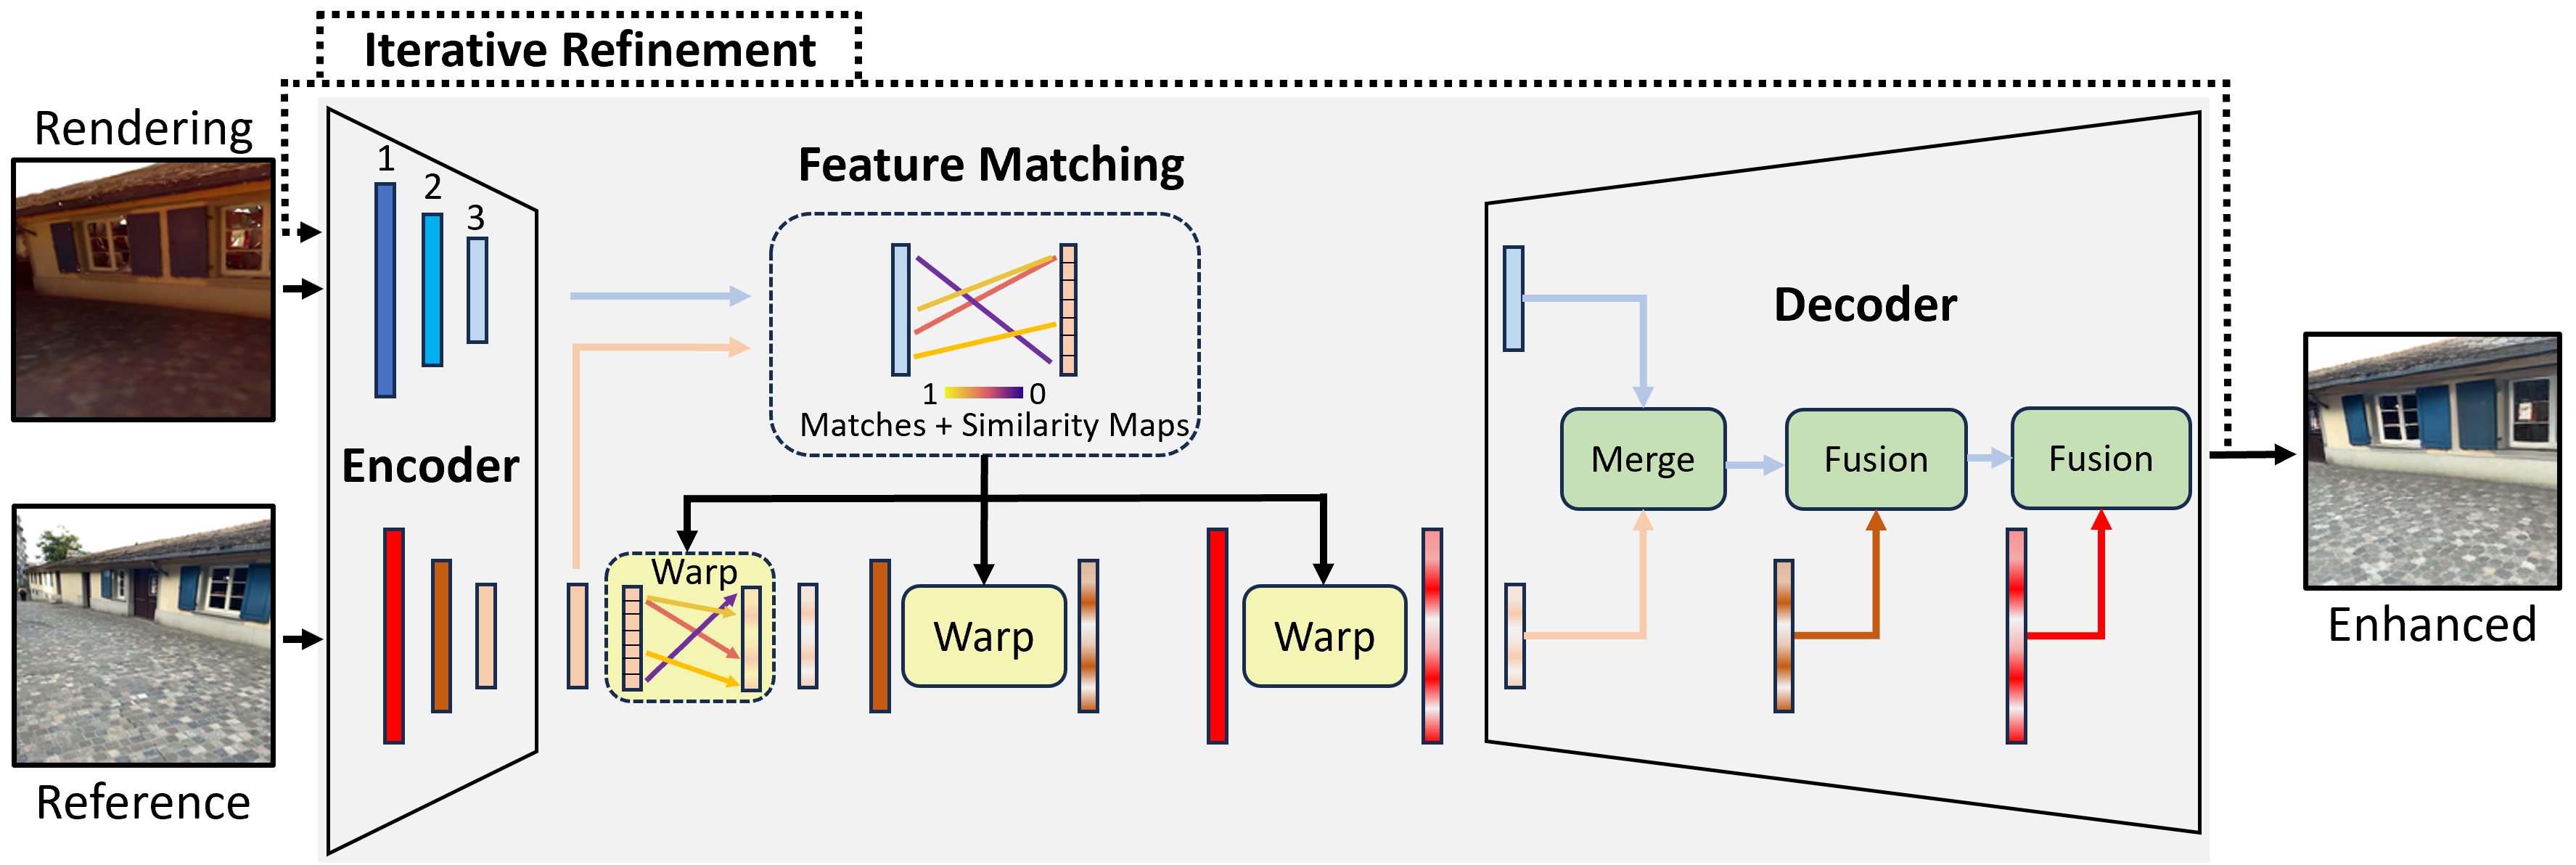 Iterative Refinement
Rendering
1
2
3
Feature Matching
1 0
Matches + Similarity Maps
Encoder
Decoder
Merge
Fusion
Fusion
Warp
Warp
Warp
Reference
Enhanced